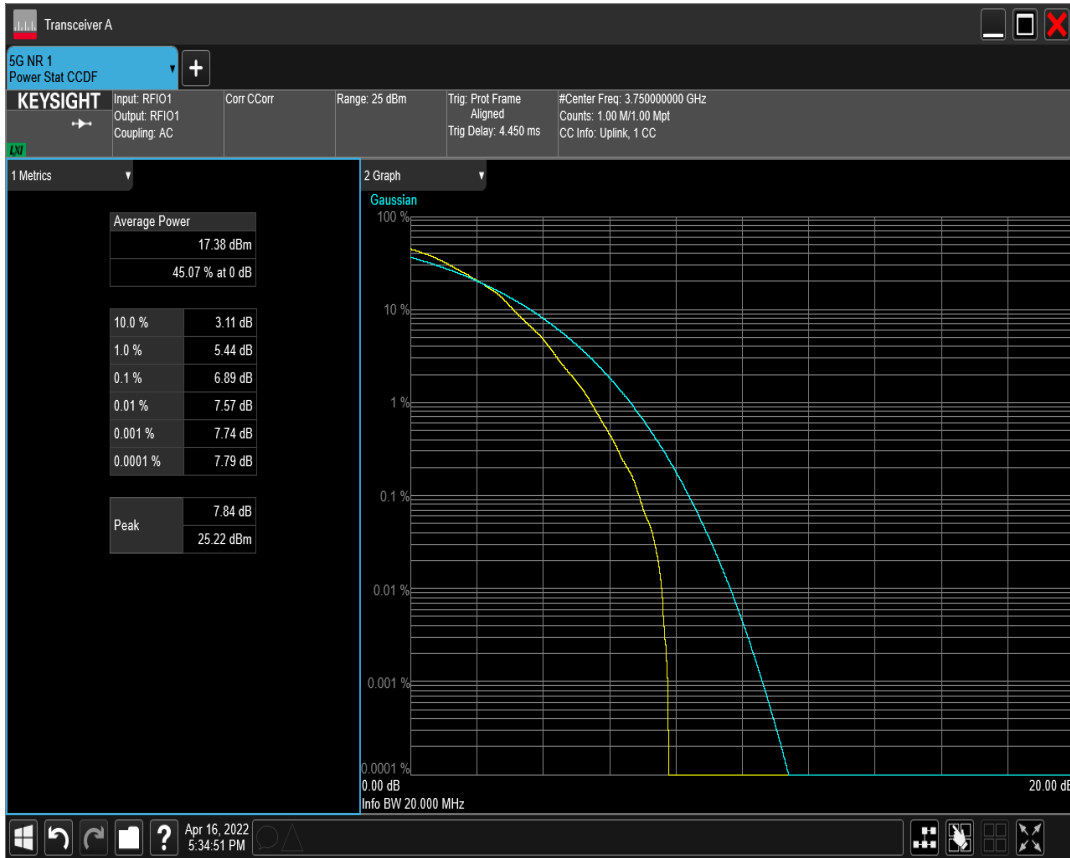 Transceiver A
5G NR 1
Power Stat CCDF
KEYSIGHT
LXI
Input: RFIO1
Output: RFIO1
Coupling: AC
Corr CCorr
Range: 25 dBm
Trig: Prot Frame
Aligned
Trig Delay: 4.450 ms
#Center Freq: 3.750000000 GHz
Counts: 1.00 M/1.00 Mpt
CC Info: Uplink, 1 CC
1 Metrics
Average Power
17.38 dBm
45.07 % at 0 dB
10.0 % 3.11 dB
1.0 % 5.44 dB
0.1 % 6.89 dB
0.01 % 7.57 dB
0.001 % 7.74 dB
0.0001 % 7.79 dB
Peak
7.84 dB
25.22 dBm
2 Graph
Gaussian
100 %
10 %
1 %
0.1 %
0.01 %
0.001 %
0.0001 %
0.00 dB 20.00 dB
Info BW 20.000 MHz
? Apr 16, 2022
5:34:51 PM